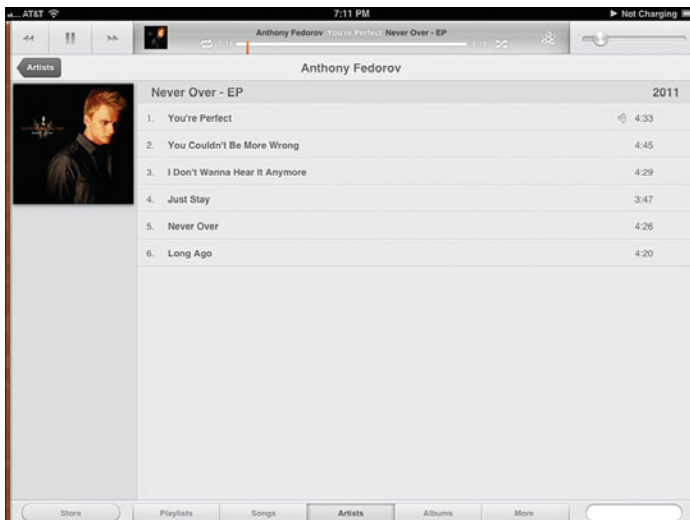 AT&T 7:11 PM Not Charging
Anthony Fedorov You're Perfect Never Over - EP
Artists Anthony Fedorov
Never Over - EP 2011
1. You're Perfect 4:33
2. You Couldn't Be More Wrong 4:45
3. I Don't Wanna Hear It Anymore 4:29
4. Just Stay 3:47
5. Never Over 4:26
6. Long Ago 4:20
Store Playlists Songs Artists Albums More